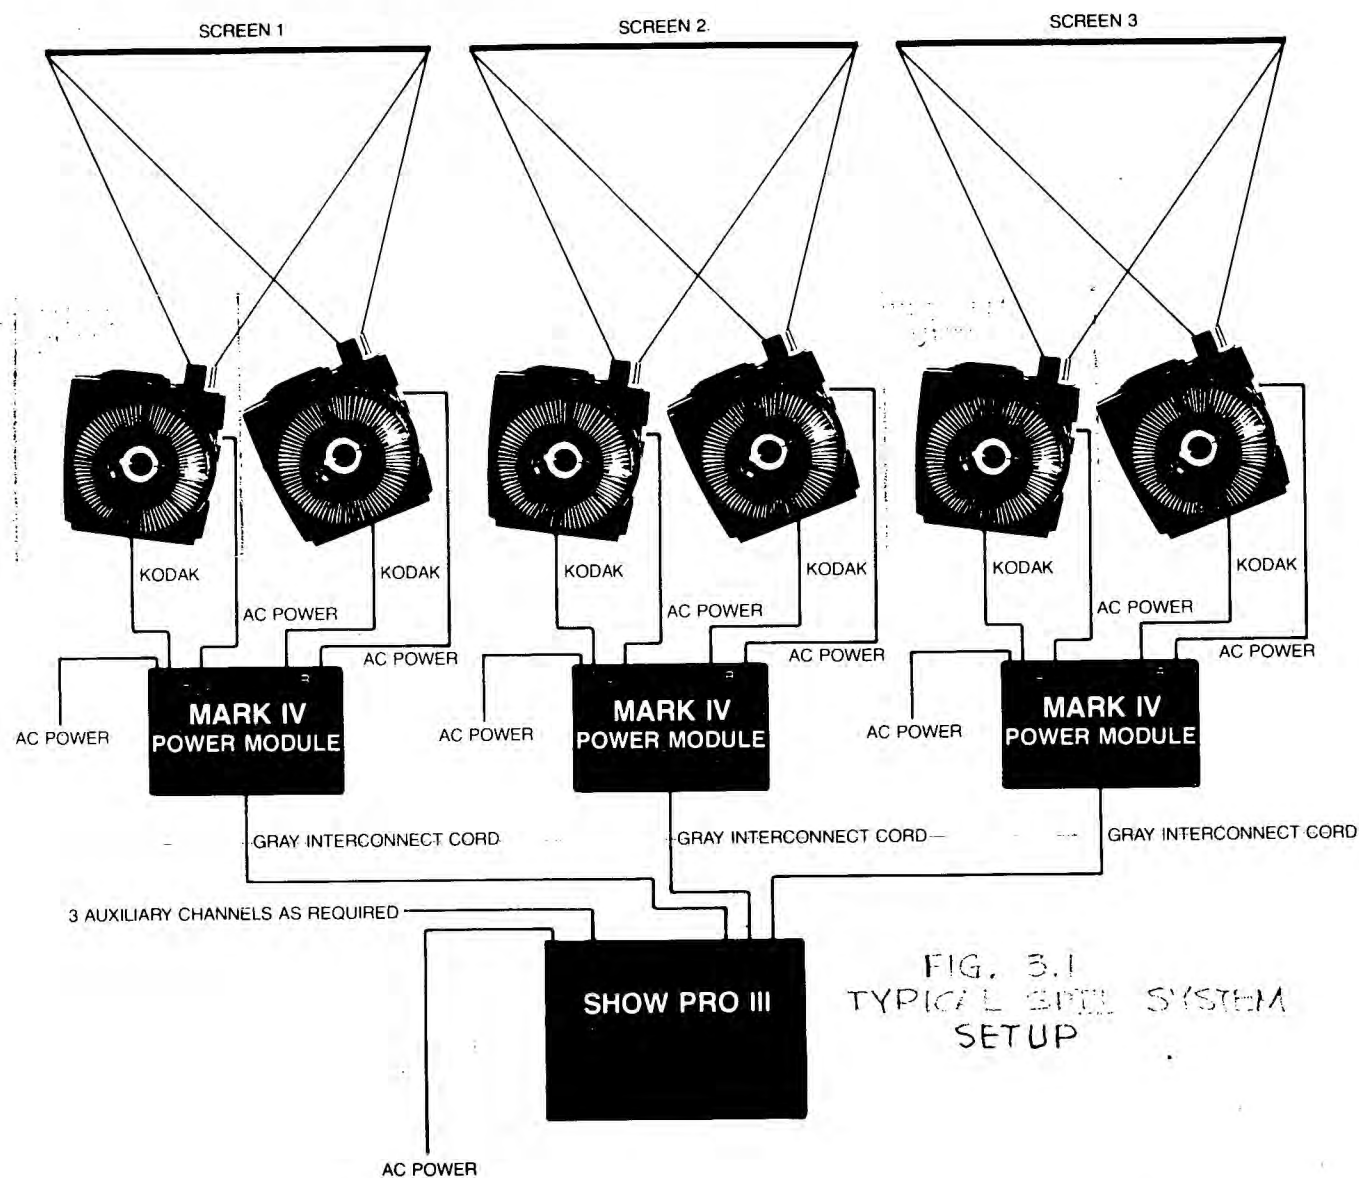 SCREEN 1
SCREEN 2.
SCREEN 3
KODAK
KODAK
KODAK
KODAK
KODAK
KODAK
AC POWER
AC POWER
AC POWER
AC POWER
AC POWER
AC POWER
AC POWER
AC POWER
AC POWER
MARK IV
POWER MODULE
MARK IV
POWER MODULE
MARK IV
POWER MODULE
GRAY INTERCONNECT CORD
GRAY INTERCONNECT CORD
GRAY INTERCONNECT CORD
3 AUXILIARY CHANNELS AS REQUIRED
SHOW PRO III
AC POWER
FIG. 3.1
TYPICAL SPIII SYSTEM
SETUP